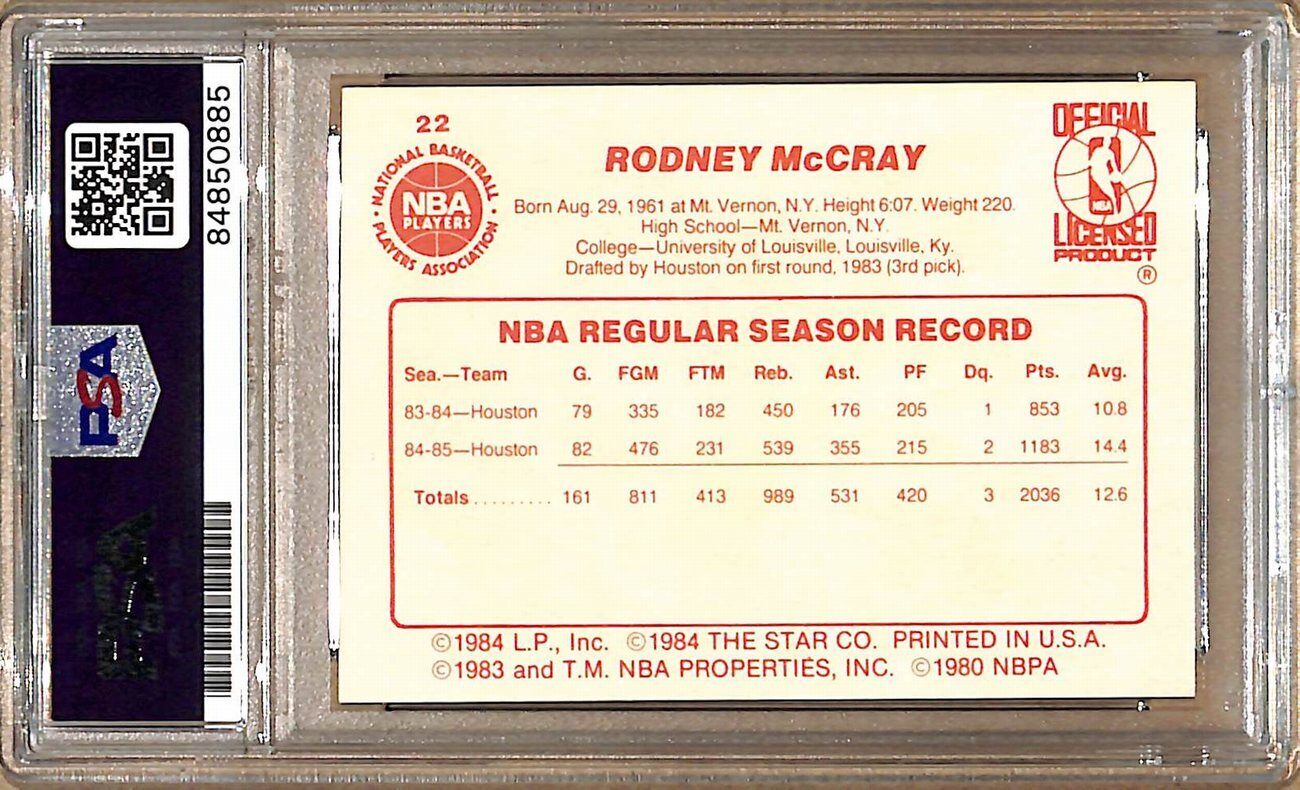 84850885
PSA
22
NATIONAL BASKETBALL
NBA
PLAYERS
PLAYERS ASSOCIATION
RODNEY McCRAY
Born Aug. 29, 1961 at Mt. Vernon, N.Y. Height 6:07. Weight 220.
High School—Mt. Vernon, N.Y.
College—University of Louisville, Louisville, Ky.
Drafted by Houston on first round, 1983 (3rd pick).
OFFICIAL
LICENSED
PRODUCT
®
NBA REGULAR SEASON RECORD
Sea.—Team G. FGM FTM Reb. Ast. PF Dq. Pts. Avg.
83-84—Houston 79 335 182 450 176 205 1 853 10.8
84-85—Houston 82 476 231 539 355 215 2 1183 14.4
Totals.......... 161 811 413 989 531 420 3 2036 12.6
©1984 L.P., Inc. ©1984 THE STAR CO. PRINTED IN U.S.A.
©1983 and T.M. NBA PROPERTIES, INC. ©1980 NBPA